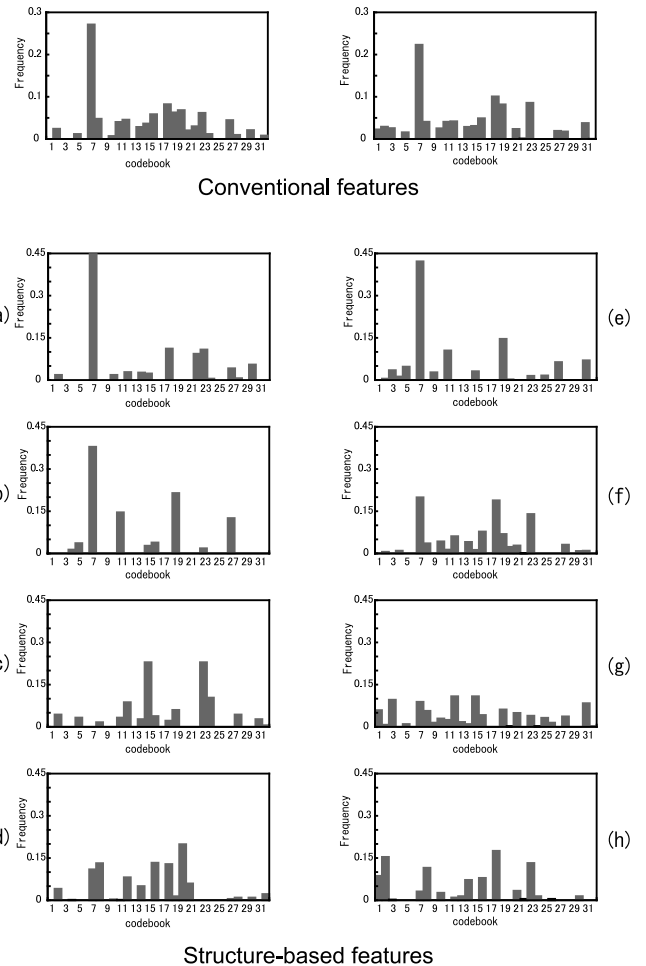 0.3 0.2 0.1 0
Frequency
1 3 5 7 9 11 13 15 17 19 21 23 25 27 29 31
codebook
0.3 0.2 0.1 0
Frequency
1 3 5 7 9 11 13 15 17 19 21 23 25 27 29 31
codebook
Conventional features
a)
0.45 0.3 0.15 0
Frequency
1 3 5 7 9 11 13 15 17 19 21 23 25 27 29 31
codebook
0.45 0.3 0.15 0
Frequency
1 3 5 7 9 11 13 15 17 19 21 23 25 27 29 31
codebook
(e)
b)
0.45 0.3 0.15 0
Frequency
1 3 5 7 9 11 13 15 17 19 21 23 25 27 29 31
codebook
0.45 0.3 0.15 0
Frequency
1 3 5 7 9 11 13 15 17 19 21 23 25 27 29 31
codebook
(f)
c)
0.45 0.3 0.15 0
Frequency
1 3 5 7 9 11 13 15 17 19 21 23 25 27 29 31
codebook
0.45 0.3 0.15 0
Frequency
1 3 5 7 9 11 13 15 17 19 21 23 25 27 29 31
codebook
(g)
d)
0.45 0.3 0.15 0
Frequency
1 3 5 7 9 11 13 15 17 19 21 23 25 27 29 31
codebook
0.45 0.3 0.15 0
Frequency
1 3 5 7 9 11 13 15 17 19 21 23 25 27 29 31
codebook
(h)
Structure-based features